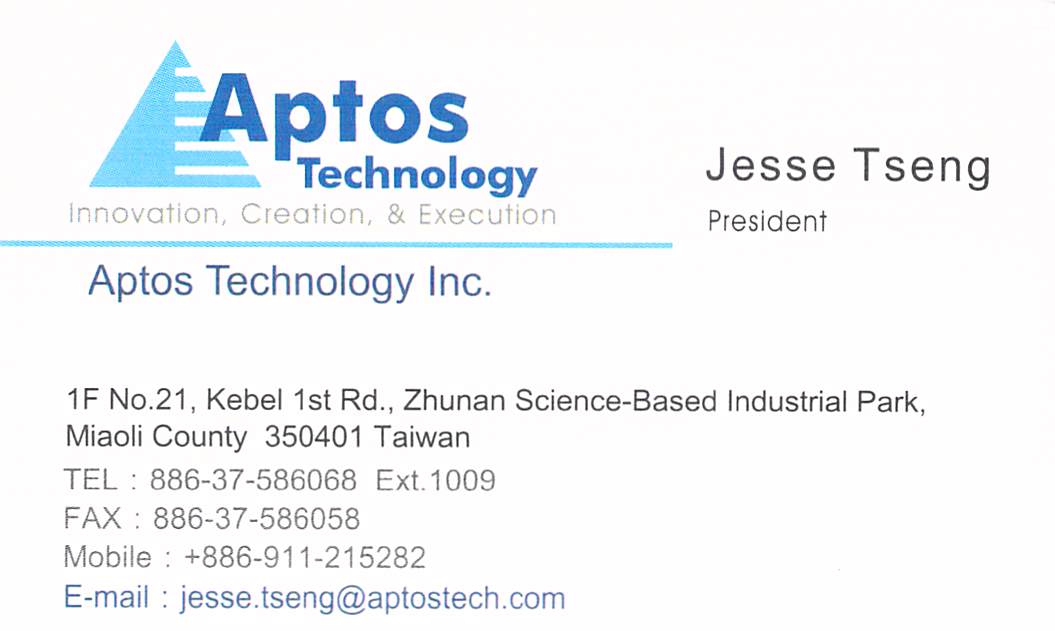 Aptos
Technology
Innovation, Creation, & Execution
Jesse Tseng
President
Aptos Technology Inc.
1F No.21, Kebel 1st Rd., Zhunan Science-Based Industrial Park,
Miaoli County 350401 Taiwan
TEL : 886-37-586068 Ext.1009
FAX : 886-37-586058
Mobile : +886-911-215282
E-mail : jesse.tseng@aptostech.com